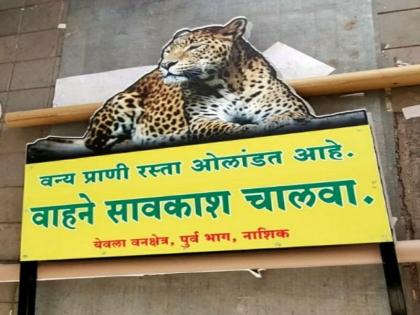 वन्य प्राणी रस्ता ओलांडत आहे.
वाहने सावकाश चालवा.
येवला वनक्षेत्र, पुर्व भाग, नाशिक